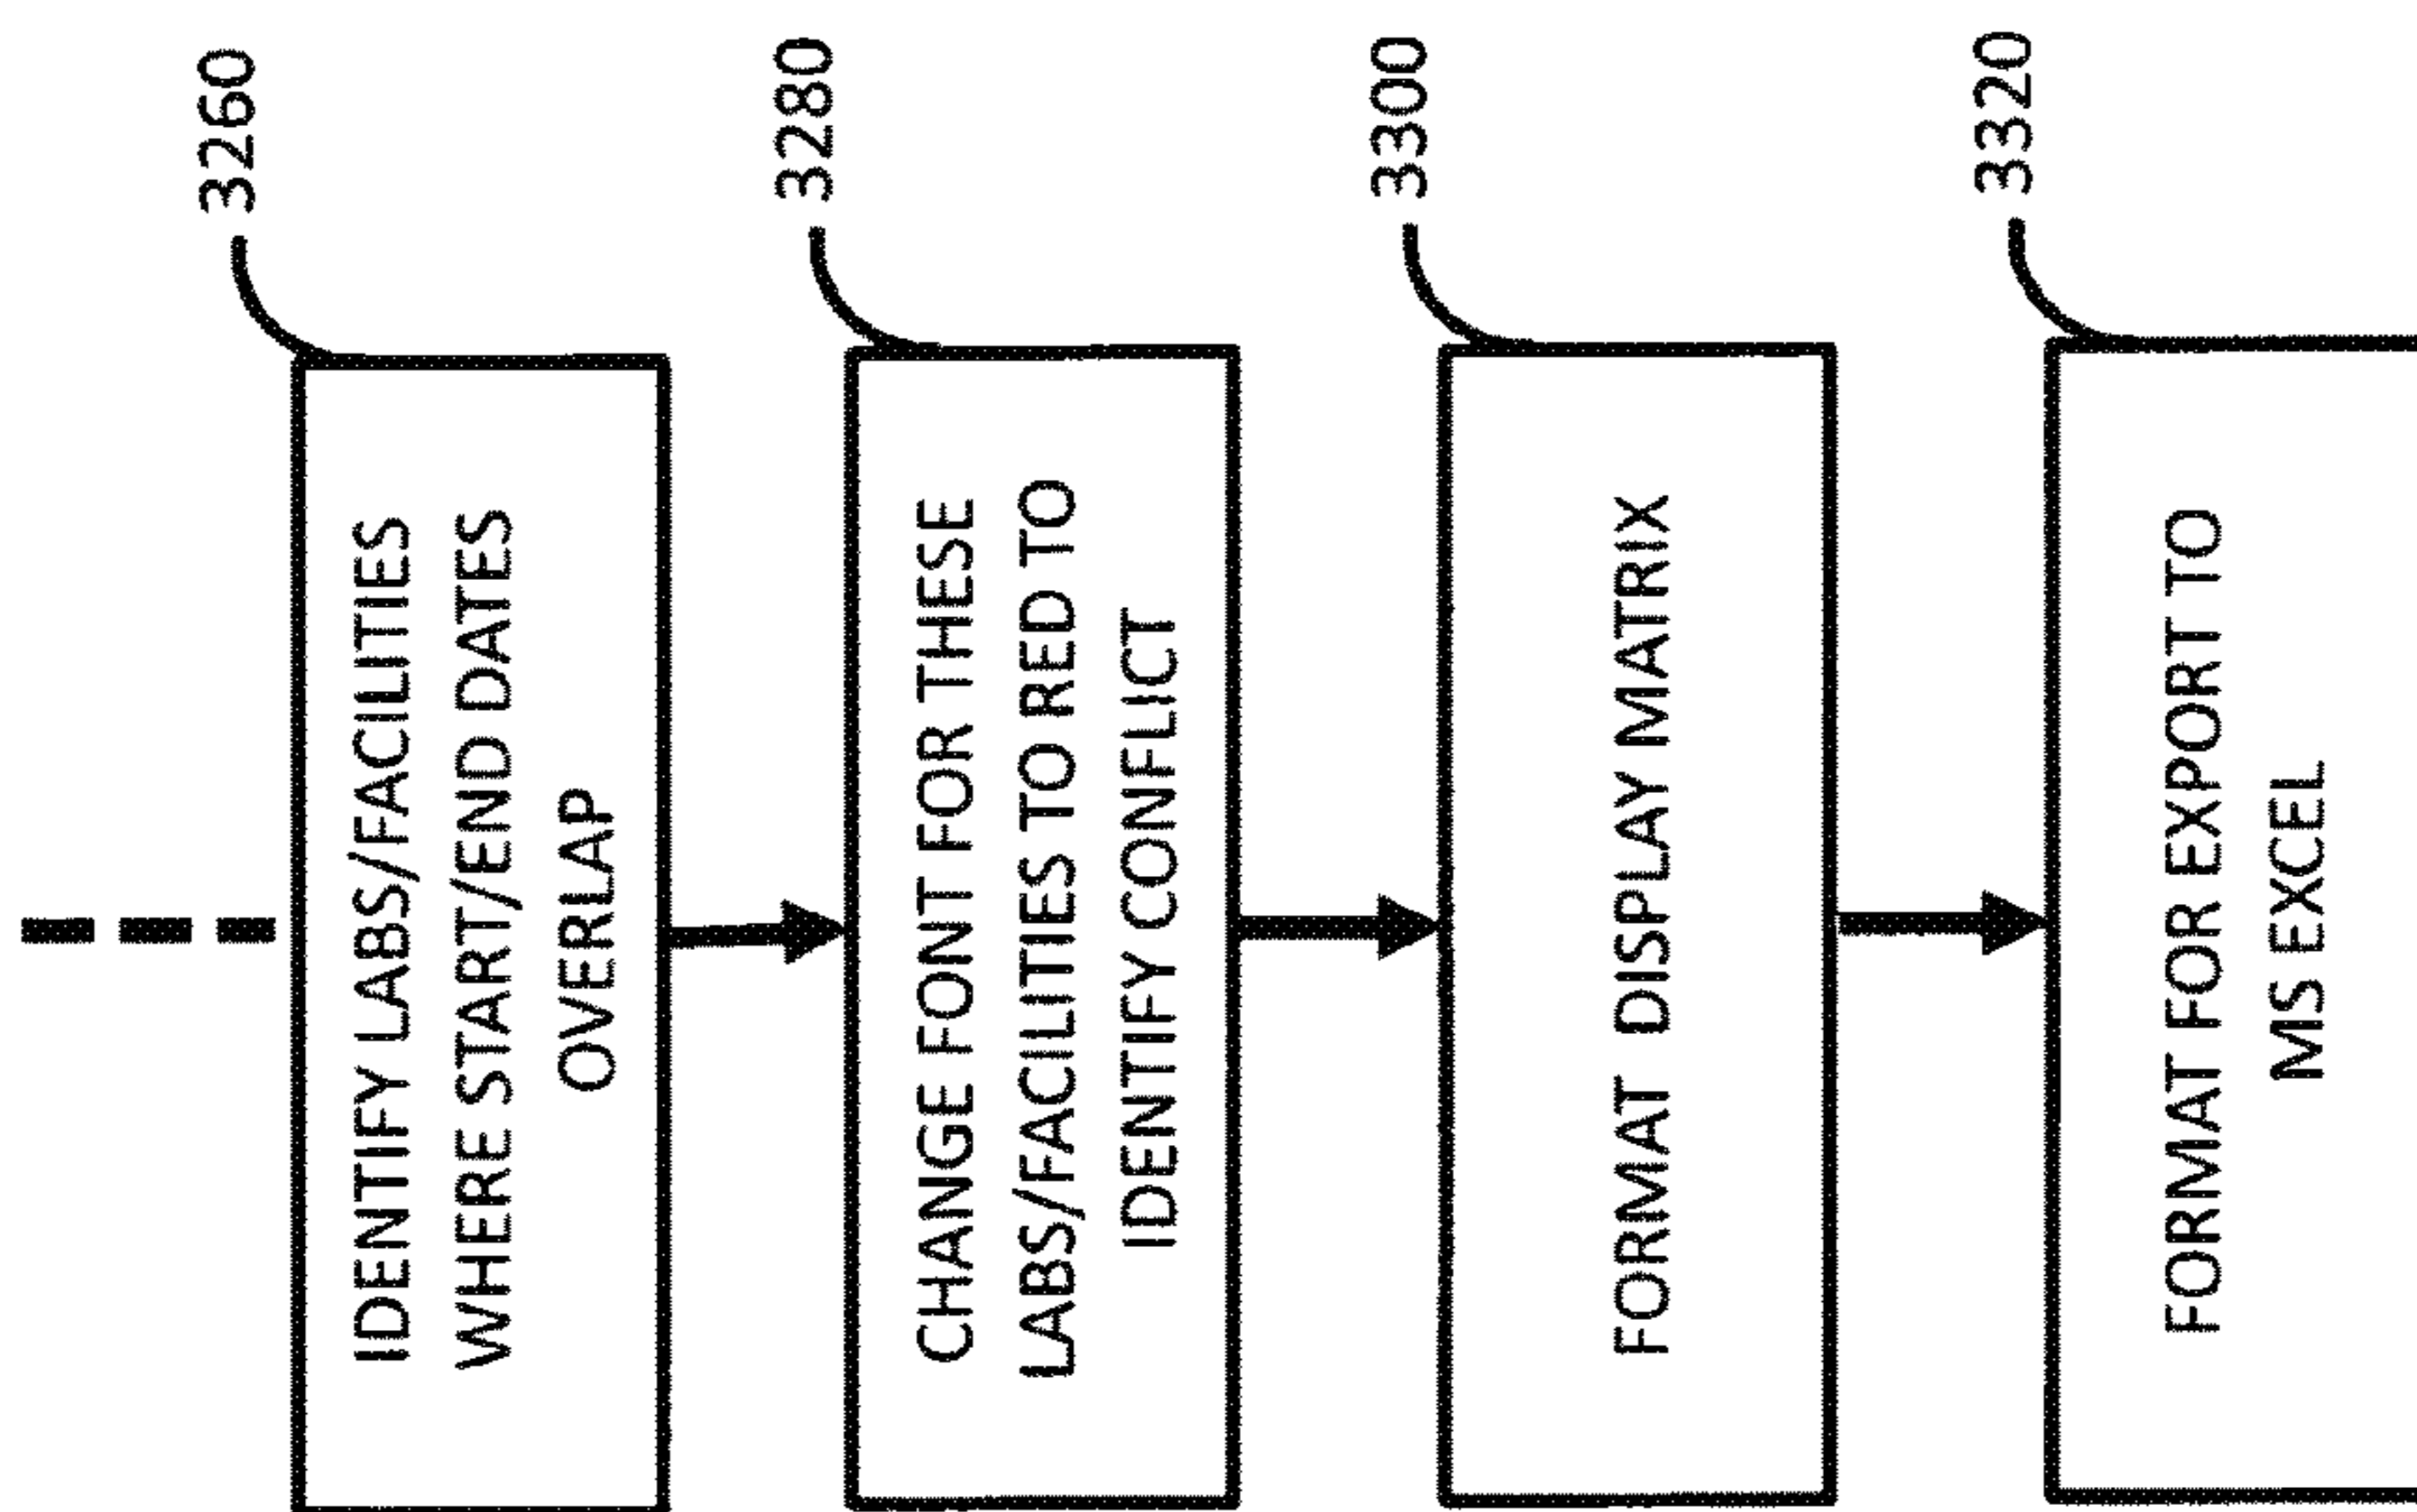 3260
IDENTIFY LABS/FACILITIES
WHERE START/END DATES
OVERLAP
3280
CHANGE FONT FOR THESE
LABS/FACILITIES TO RED TO
IDENTIFY CONFLICT
3300
FORMAT DISPLAY MATRIX
3320
FORMAT FOR EXPORT TO
MS EXCEL